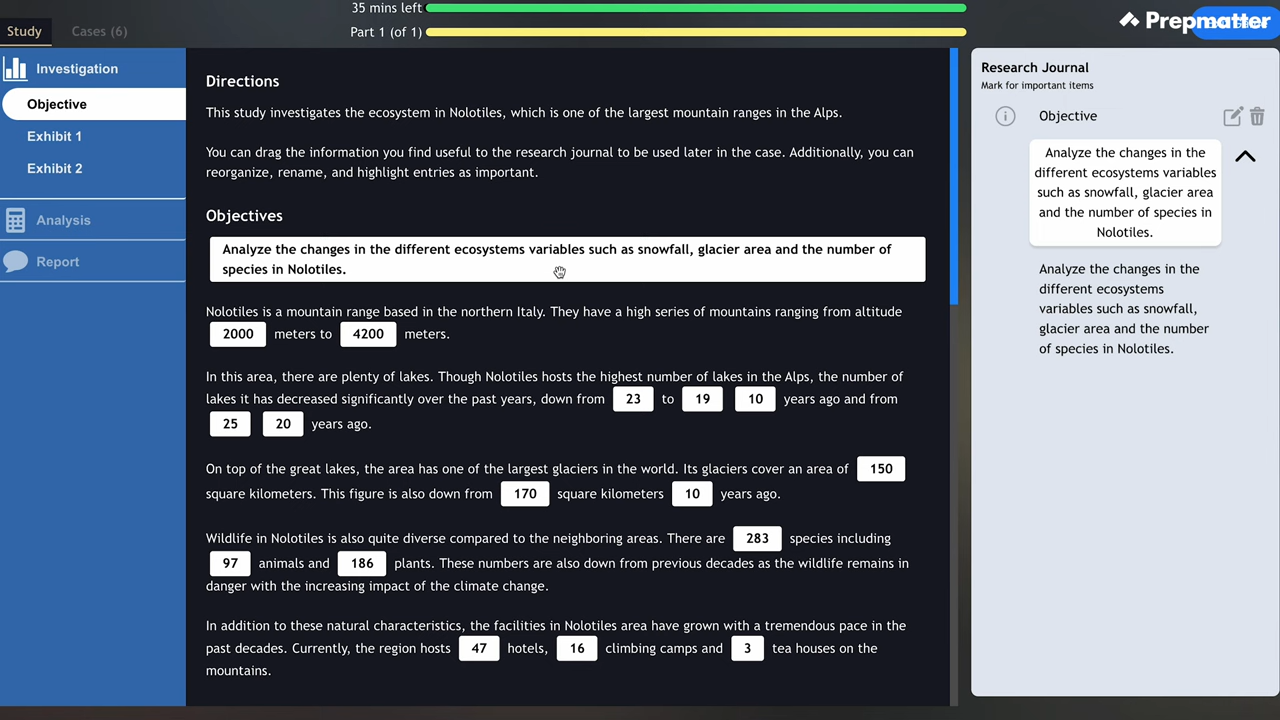 35 mins left
Study Cases (6)
Part 1 (of 1)
Prepmatter
Investigation
Objective
Exhibit 1
Exhibit 2
Analysis
Report
Directions
This study investigates the ecosystem in Nolotiles, which is one of the largest mountain ranges in the Alps.
You can drag the information you find useful to the research journal to be used later in the case. Additionally, you can
reorganize, rename, and highlight entries as important.
Objectives
Analyze the changes in the different ecosystems variables such as snowfall, glacier area and the number of
species in Nolotiles.
Nolotiles is a mountain range based in the northern Italy. They have a high series of mountains ranging from altitude
2000 meters to 4200 meters.
In this area, there are plenty of lakes. Though Nolotiles hosts the highest number of lakes in the Alps, the number of
lakes it has decreased significantly over the past years, down from 23 to 19 10 years ago and from
25 20 years ago.
On top of the great lakes, the area has one of the largest glaciers in the world. Its glaciers cover an area of 150
square kilometers. This figure is also down from 170 square kilometers 10 years ago.
Wildlife in Nolotiles is also quite diverse compared to the neighboring areas. There are 283 species including
97 animals and 186 plants. These numbers are also down from previous decades as the wildlife remains in
danger with the increasing impact of the climate change.
In addition to these natural characteristics, the facilities in Nolotiles area have grown with a tremendous pace in the
past decades. Currently, the region hosts 47 hotels, 16 climbing camps and 3 tea houses on the
mountains.
Research Journal
Mark for important items
Objective
Analyze the changes in the
different ecosystems variables
such as snowfall, glacier area
and the number of species in
Nolotiles.
Analyze the changes in the
different ecosystems
variables such as snowfall,
glacier area and the number
of species in Nolotiles.